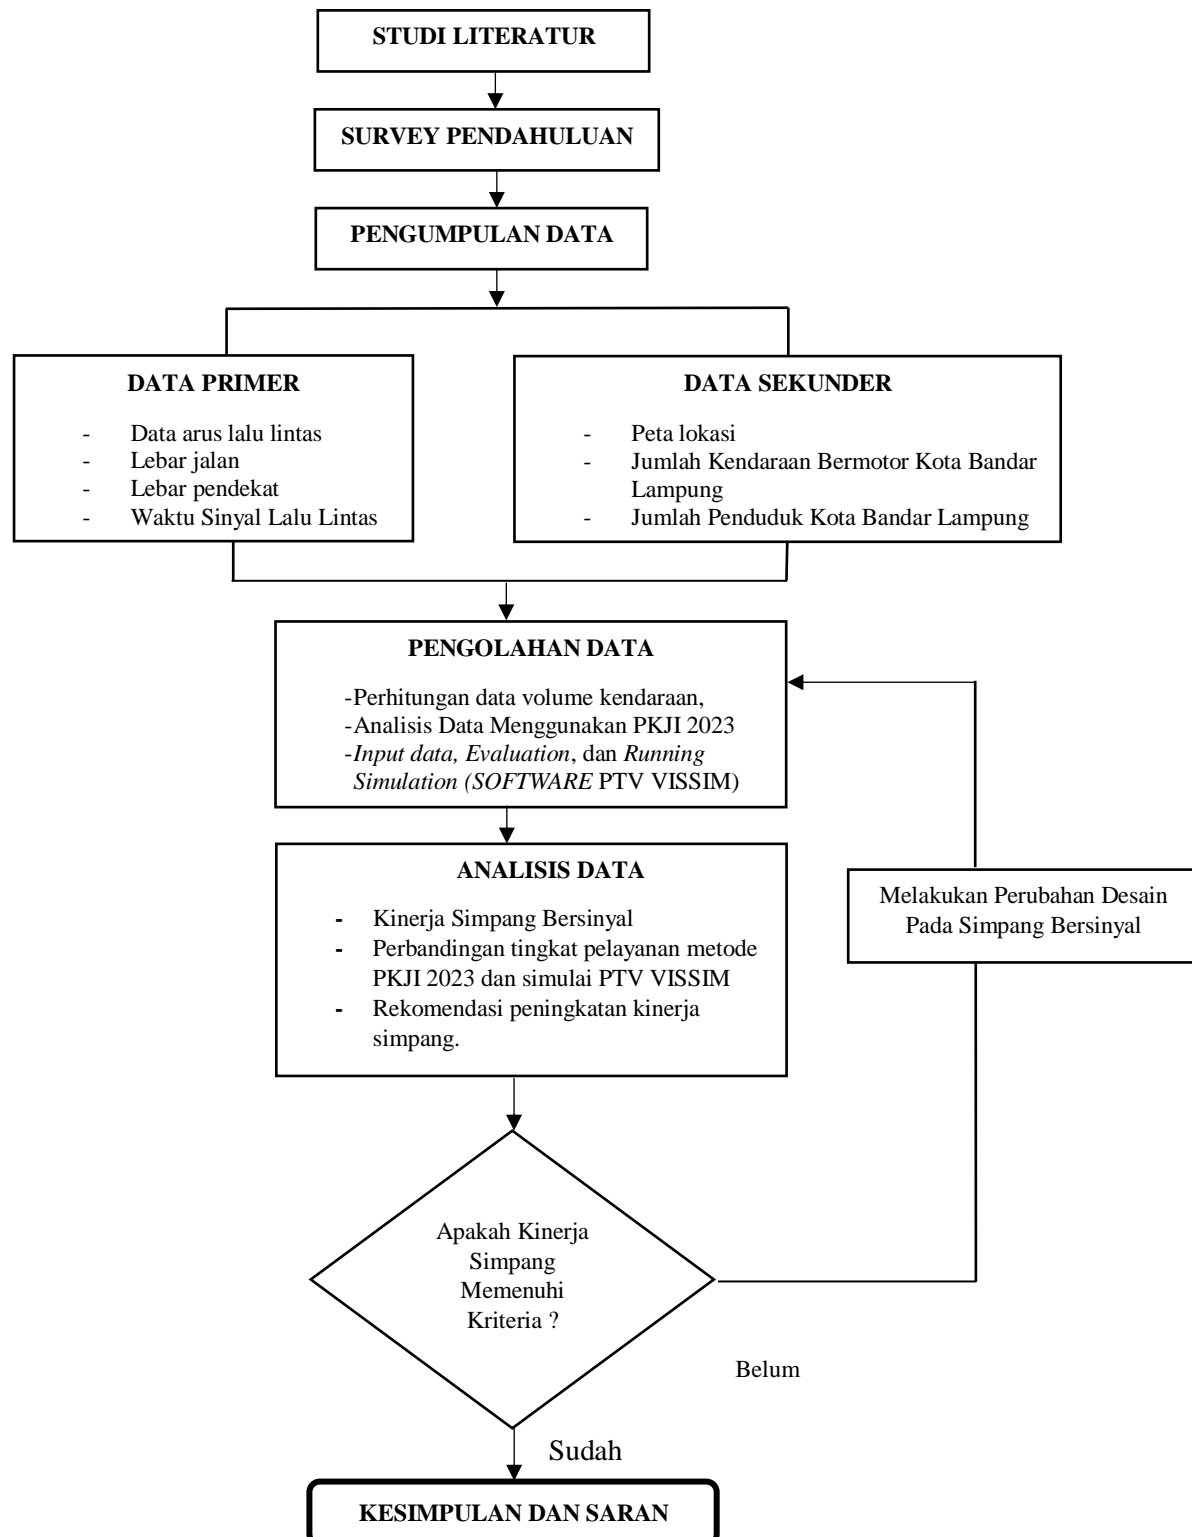 STUDI LITERATUR
SURVEY PENDAHULUAN
PENGUMPULAN DATA
DATA PRIMER
- Data arus lalu lintas
- Lebar jalan
- Lebar pendekat
- Waktu Sinyal Lalu Lintas
DATA SEKUNDER
- Peta lokasi
- Jumlah Kendaraan Bermotor Kota Bandar
Lampung
- Jumlah Penduduk Kota Bandar Lampung
PENGOLAHAN DATA
-Perhitungan data volume kendaraan,
-Analisis Data Menggunakan PKJI 2023
-Input data, Evaluation, dan Running
Simulation (SOFTWARE PTV VISSIM)
ANALISIS DATA
- Kinerja Simpang Bersinyal
- Perbandingan tingkat pelayanan metode
PKJI 2023 dan simulai PTV VISSIM
- Rekomendasi peningkatan kinerja
simpang.
Melakukan Perubahan Desain
Pada Simpang Bersinyal
Apakah Kinerja
Simpang
Memenuhi
Kriteria ?
Belum
Sudah
KESIMPULAN DAN SARAN